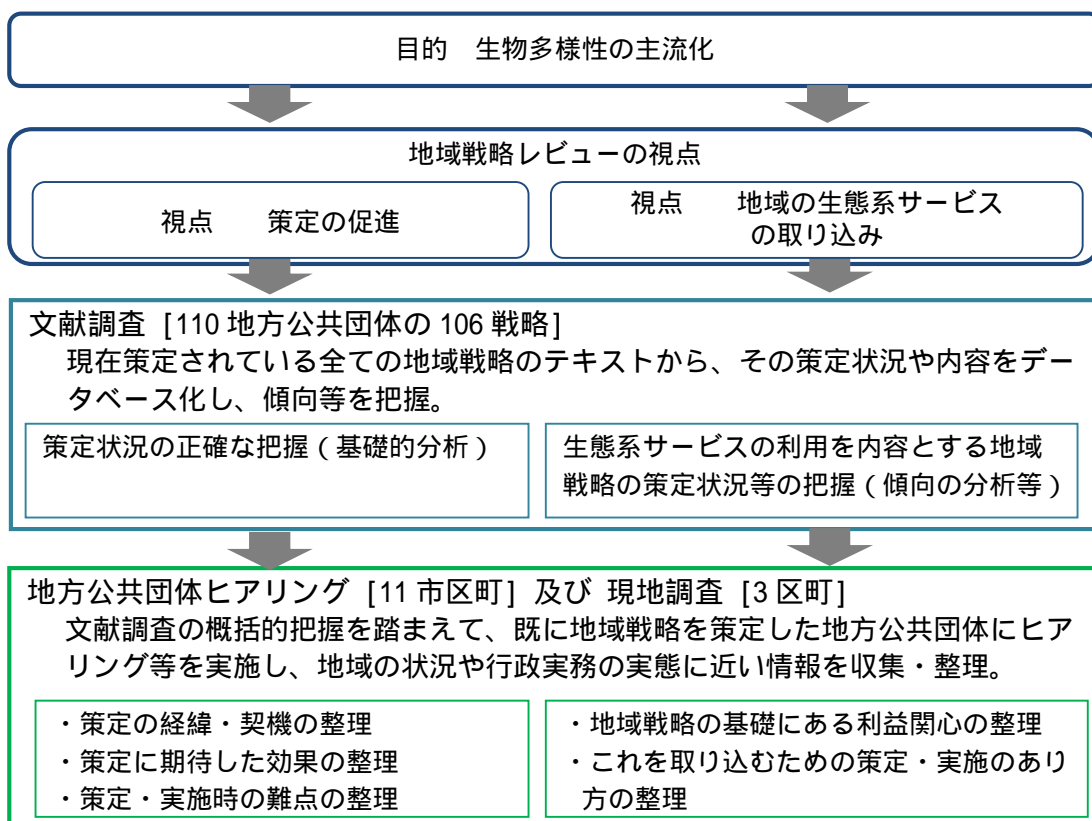 目的　生物多様性の主流化
地域戦略レビューの視点
視点　　策定の促進
視点　　地域の生態系サービス
の取り込み
文献調査 [110 地方公共団体の 106 戦略]
現在策定されている全ての地域戦略のテキストから、その策定状況や内容をデー
タベース化し、傾向等を把握。
策定状況の正確な把握（基礎的分析）
生態系サービスの利用を内容とする地域
戦略の策定状況等の把握（傾向の分析等）
地方公共団体ヒアリング [11 市区町] 及び 現地調査 [3 区町]
文献調査の概括的把握を踏まえて、既に地域戦略を策定した地方公共団体にヒア
リング等を実施し、地域の状況や行政実務の実態に近い情報を収集・整理。
・策定の経緯・契機の整理
・策定に期待した効果の整理
・策定・実施時の難点の整理
・地域戦略の基礎にある利益関心の整理
・これを取り込むための策定・実施のあり
方の整理